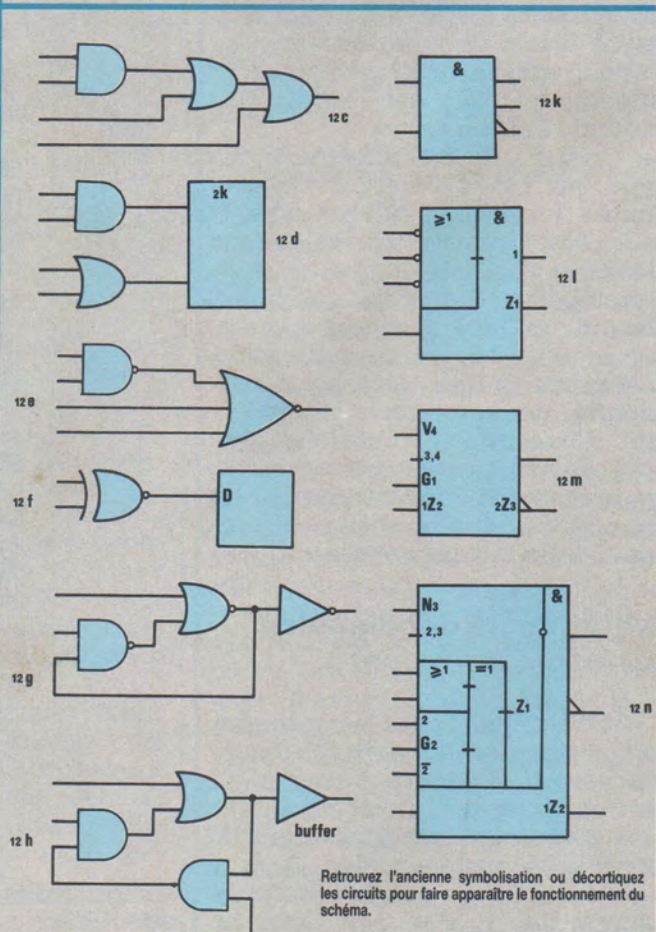 12 c
&
12 k
2k
12 d
≥1
&
1
Z1
12 l
12 e
12 f
D
V4
3,4
G1
1Z2
2Z3
12 m
12 g
N3
2,3
&
≥1
=1
Z1
2
G2
2̅
1Z2
12 n
12 h
buffer
Retrouvez l'ancienne symbolisation ou décortiquez
les circuits pour faire apparaître le fonctionnement du
schéma.